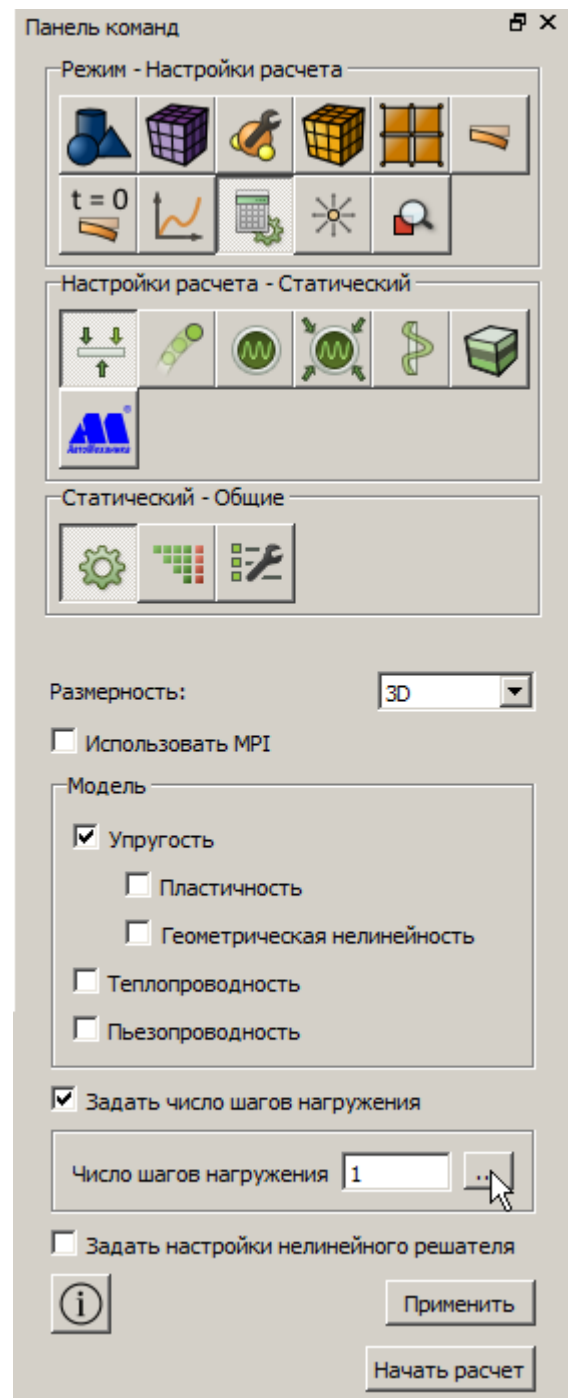 Панель команд
Режим - Настройки расчета
t = 0
Настройки расчета - Статический
АвтоМеханика
®
Статический - Общие
Размерность: 3D
Использовать MPI
Модель
Упругость
Пластичность
Геометрическая нелинейность
Теплопроводность
Пьезопроводность
Задать число шагов нагружения
Число шагов нагружения 1 ...
Задать настройки нелинейного решателя
i Применить
Начать расчет